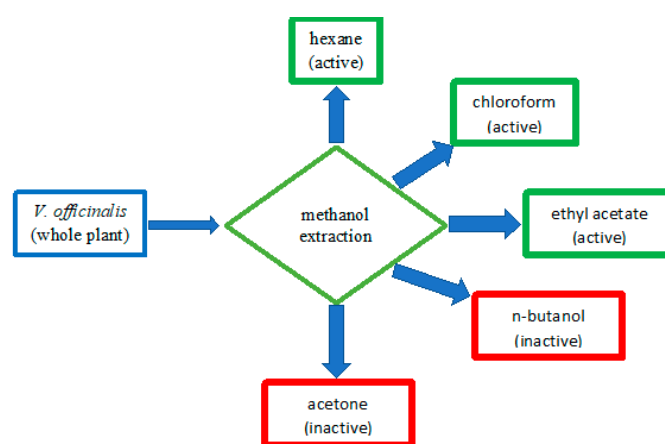 hexane
(active)
chloroform
(active)
V. officinalis
(whole plant)
methanol
extraction
ethyl acetate
(active)
n-butanol
(inactive)
acetone
(inactive)